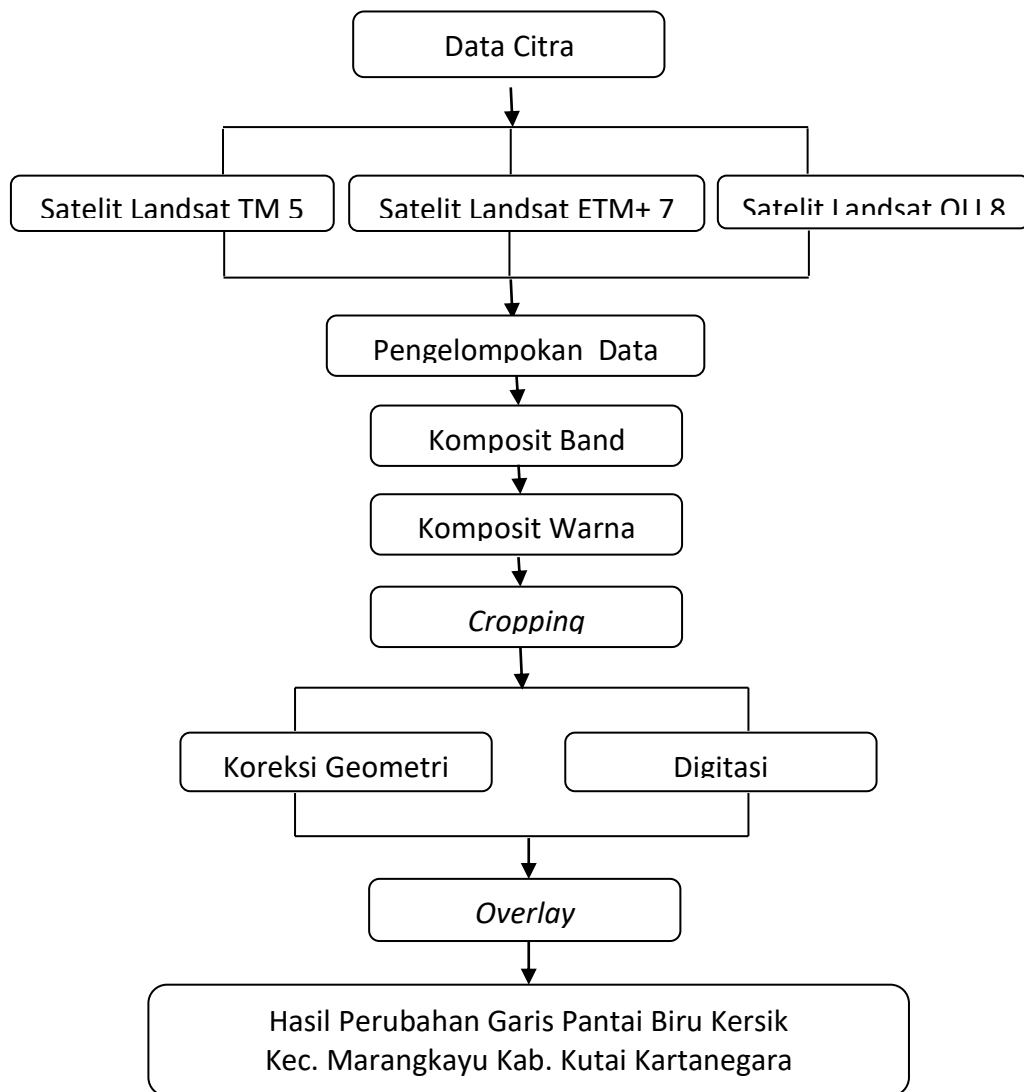 Data Citra
Satelit Landsat TM 5
Satelit Landsat ETM+ 7
Satelit Landsat OLI 8
Pengelompokan Data
Komposit Band
Komposit Warna
Cropping
Koreksi Geometri
Digitasi
Overlay
Hasil Perubahan Garis Pantai Biru Kersik
Kec. Marangkayu Kab. Kutai Kartanegara